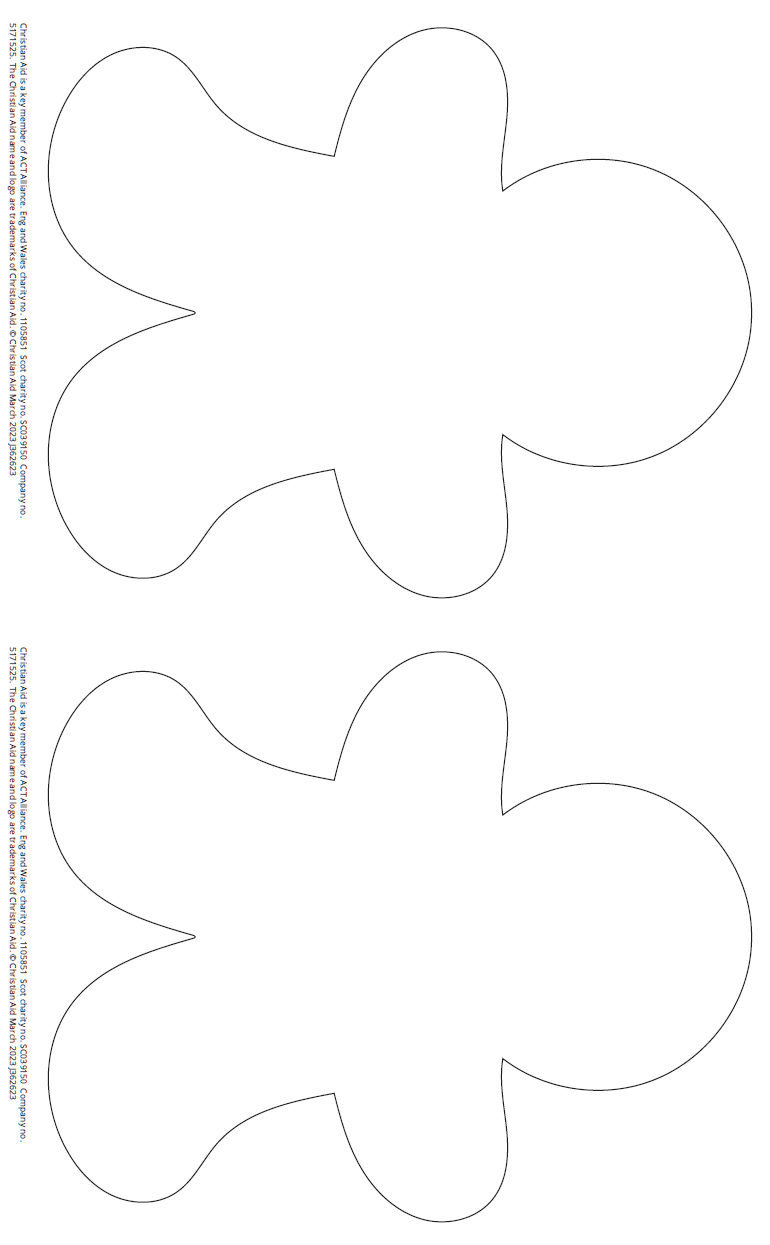 Christian Aid is a key member of ACT Alliance. Eng and Wales charity no. 1105851 Scot charity no. SC039150 Company no.
5171525. The Christian Aid name and logo are trademarks of Christian Aid. © Christian Aid March 2023 J362623
Christian Aid is a key member of ACT Alliance. Eng and Wales charity no. 1105851 Scot charity no. SC039150 Company no.
5171525. The Christian Aid name and logo are trademarks of Christian Aid. © Christian Aid March 2023 J362623